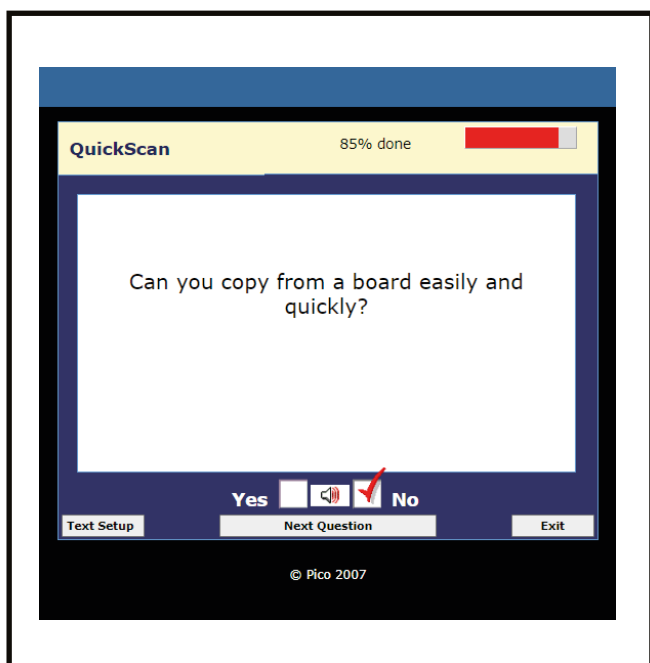 QuickScan
85% done
Can you copy from a board easily and
quickly?
Yes No
Text Setup Next Question Exit
© Pico 2007